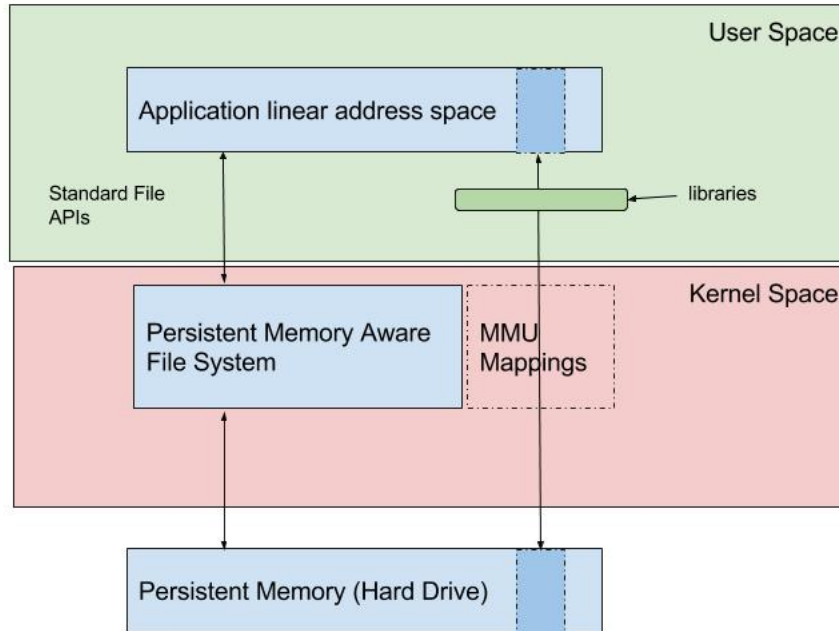 User Space
Application linear address space
Standard File
APIs
libraries
Kernel Space
Persistent Memory Aware
File System
MMU
Mappings
Persistent Memory (Hard Drive)